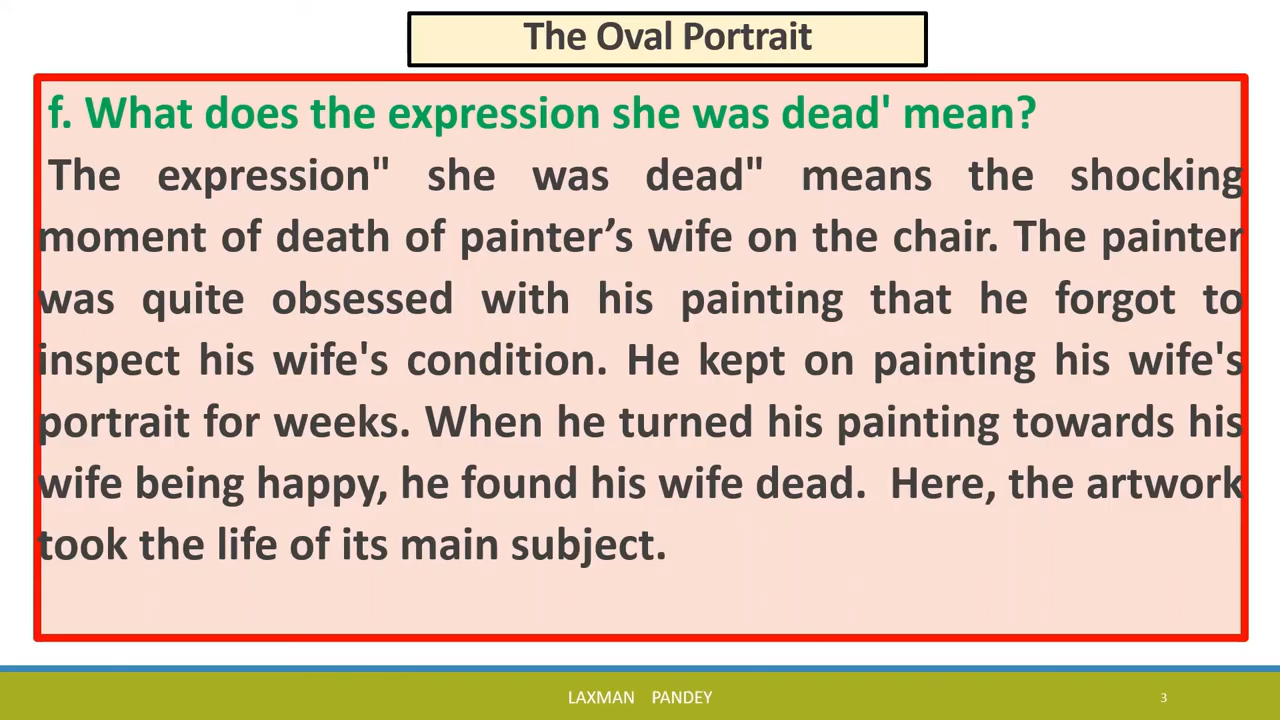 The Oval Portrait
f. What does the expression she was dead' mean?
The expression" she was dead" means the shocking
moment of death of painter’s wife on the chair. The painter
was quite obsessed with his painting that he forgot to
inspect his wife's condition. He kept on painting his wife's
portrait for weeks. When he turned his painting towards his
wife being happy, he found his wife dead. Here, the artwork
took the life of its main subject.
LAXMAN PANDEY
3